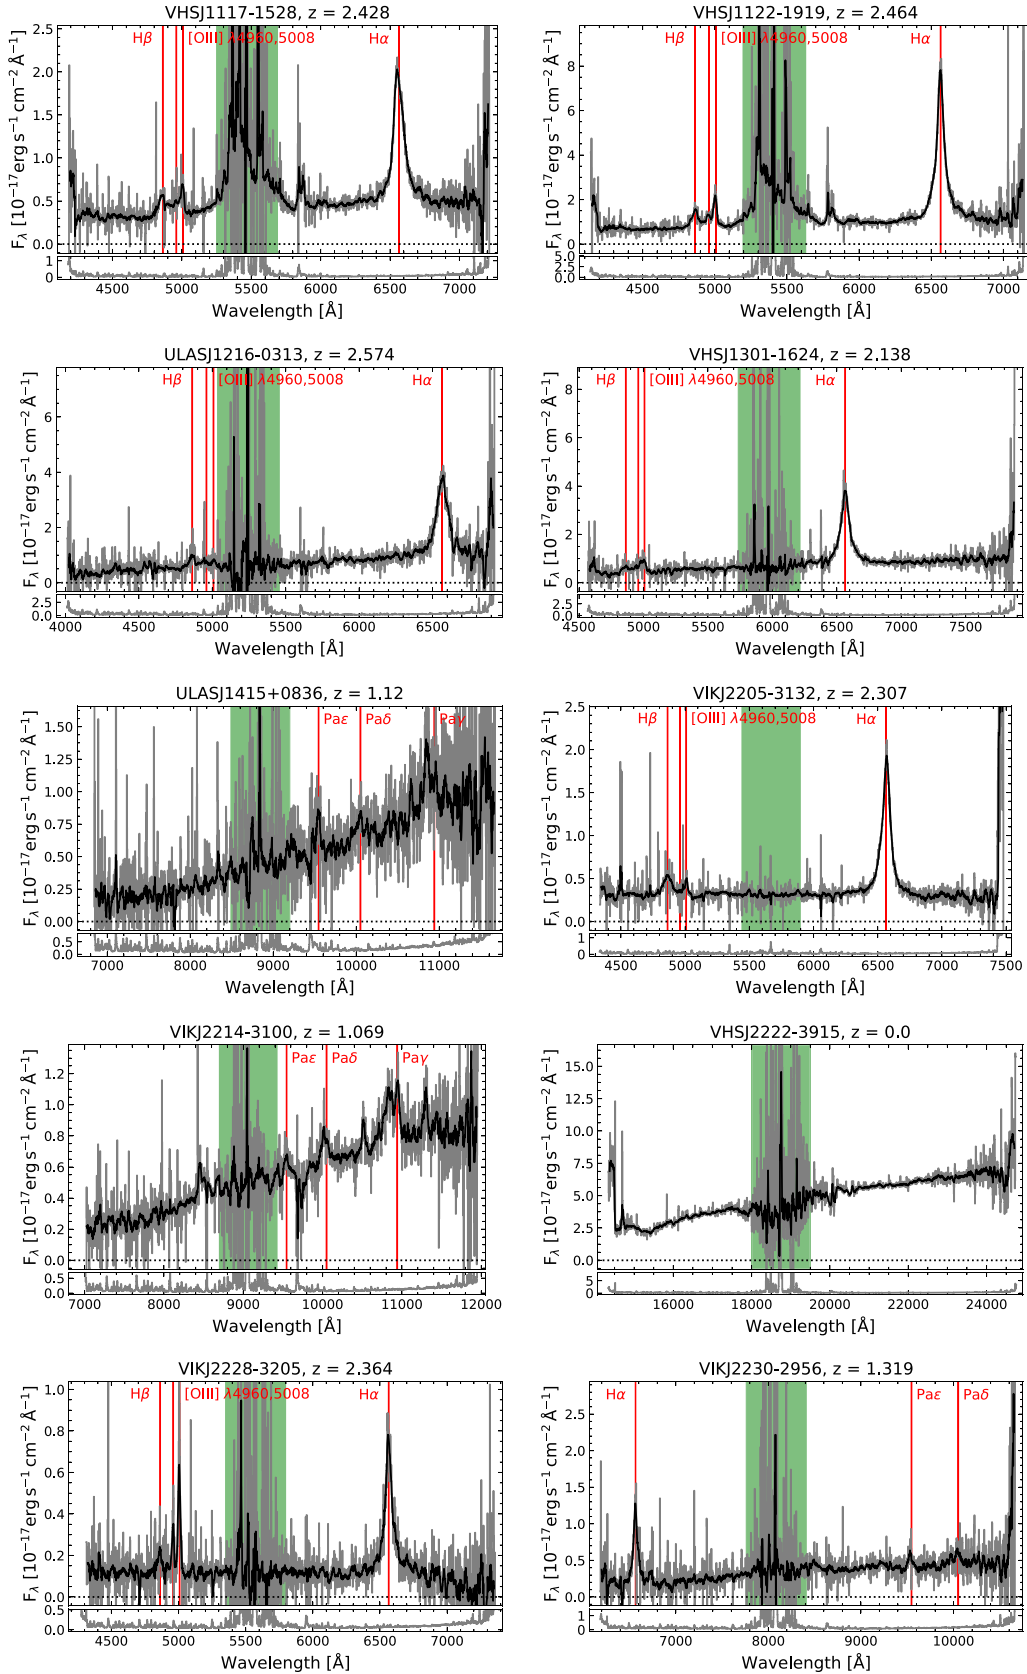 VHSJ1117-1528, z = 2.428
Hβ [OIII] λ4960,5008 Hα
2.5
2.0
1.5
1.0
0.5
0.0
F_λ [10⁻¹⁷erg s⁻¹ cm⁻² Å⁻¹]
1
0
4500 5000 5500 6000 6500 7000
Wavelength [Å]
VHSJ1122-1919, z = 2.464
Hβ [OIII] λ4960,5008 Hα
8
6
4
2
0
F_λ [10⁻¹⁷erg s⁻¹ cm⁻² Å⁻¹]
5.0
2.5
0.0
4500 5000 5500 6000 6500 7000
Wavelength [Å]
ULASJ1216-0313, z = 2.574
Hβ [OIII] λ4960,5008 Hα
6
4
2
0
F_λ [10⁻¹⁷erg s⁻¹ cm⁻² Å⁻¹]
2.5
0.0
4000 4500 5000 5500 6000 6500
Wavelength [Å]
VHSJ1301-1624, z = 2.138
Hβ [OIII] λ4960,5008 Hα
8
6
4
2
0
F_λ [10⁻¹⁷erg s⁻¹ cm⁻² Å⁻¹]
2.5
0.0
4500 5000 5500 6000 6500 7000 7500
Wavelength [Å]
ULASJ1415+0836, z = 1.12
Paε Paδ Paγ
1.50
1.25
1.00
0.75
0.50
0.25
0.00
F_λ [10⁻¹⁷erg s⁻¹ cm⁻² Å⁻¹]
0.5
0.0
7000 8000 9000 10000 11000
Wavelength [Å]
VIKJ2205-3132, z = 2.307
Hβ [OIII] λ4960,5008 Hα
2.5
2.0
1.5
1.0
0.5
0.0
F_λ [10⁻¹⁷erg s⁻¹ cm⁻² Å⁻¹]
1
0
4500 5000 5500 6000 6500 7000 7500
Wavelength [Å]
VIKJ2214-3100, z = 1.069
Paε Paδ Paγ
1.2
1.0
0.8
0.6
0.4
0.2
0.0
F_λ [10⁻¹⁷erg s⁻¹ cm⁻² Å⁻¹]
0.5
0.0
7000 8000 9000 10000 11000 12000
Wavelength [Å]
VHSJ2222-3915, z = 0.0
15.0
12.5
10.0
7.5
5.0
2.5
0.0
F_λ [10⁻¹⁷erg s⁻¹ cm⁻² Å⁻¹]
5
0
16000 18000 20000 22000 24000
Wavelength [Å]
VIKJ2228-3205, z = 2.364
Hβ [OIII] λ4960,5008 Hα
1.0
0.8
0.6
0.4
0.2
0.0
F_λ [10⁻¹⁷erg s⁻¹ cm⁻² Å⁻¹]
0.5
0.0
4500 5000 5500 6000 6500 7000
Wavelength [Å]
VIKJ2230-2956, z = 1.319
Hα Paε Paδ
2.5
2.0
1.5
1.0
0.5
0.0
F_λ [10⁻¹⁷erg s⁻¹ cm⁻² Å⁻¹]
1
0
7000 8000 9000 10000
Wavelength [Å]